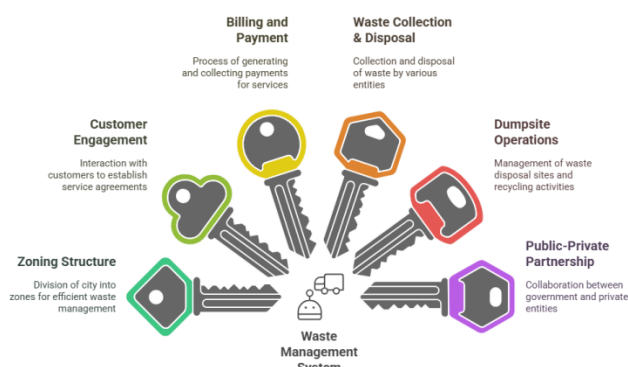 Billing and
Payment
Process of generating
and collecting payments
for services
Waste Collection
& Disposal
Collection and disposal
of waste by various
entities
Customer
Engagement
Interaction with
customers to establish
service agreements
Dumpsite
Operations
Management of waste
disposal sites and
recycling activities
Zoning Structure
Division of city into
zones for efficient waste
management
Public-Private
Partnership
Collaboration between
government and private
entities
Waste
Management
System